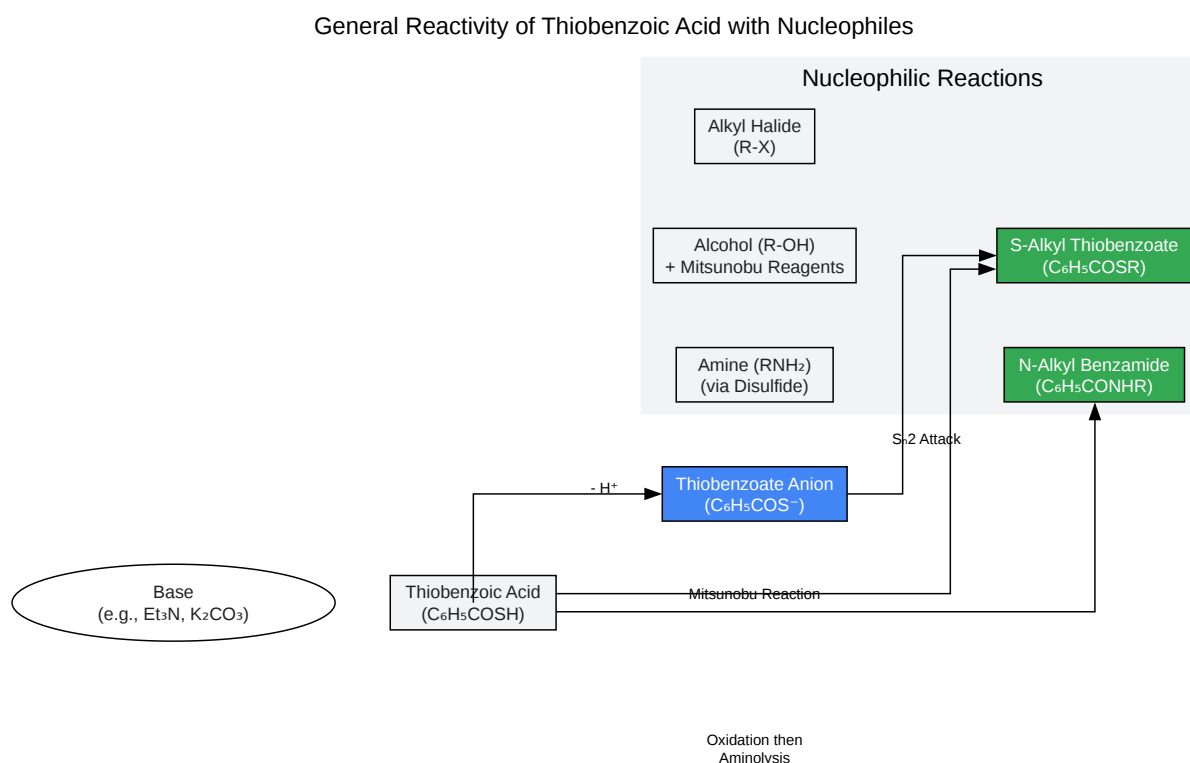 General Reactivity of Thiobenzoic Acid with Nucleophiles
Nucleophilic Reactions
Alkyl Halide
(R-X)
Alcohol (R-OH)
+ Mitsunobu Reagents
S-Alkyl Thiobenzoate
(C₆H₅COSR)
Amine (RNH₂)
(via Disulfide)
N-Alkyl Benzamide
(C₆H₅CONHR)
Sₙ2 Attack
- H⁺
Thiobenzoate Anion
(C₆H₅COS⁻)
Base
(e.g., Et₃N, K₂CO₃)
Thiobenzoic Acid
(C₆H₅COSH)
Mitsunobu Reaction
Oxidation then
Aminolysis